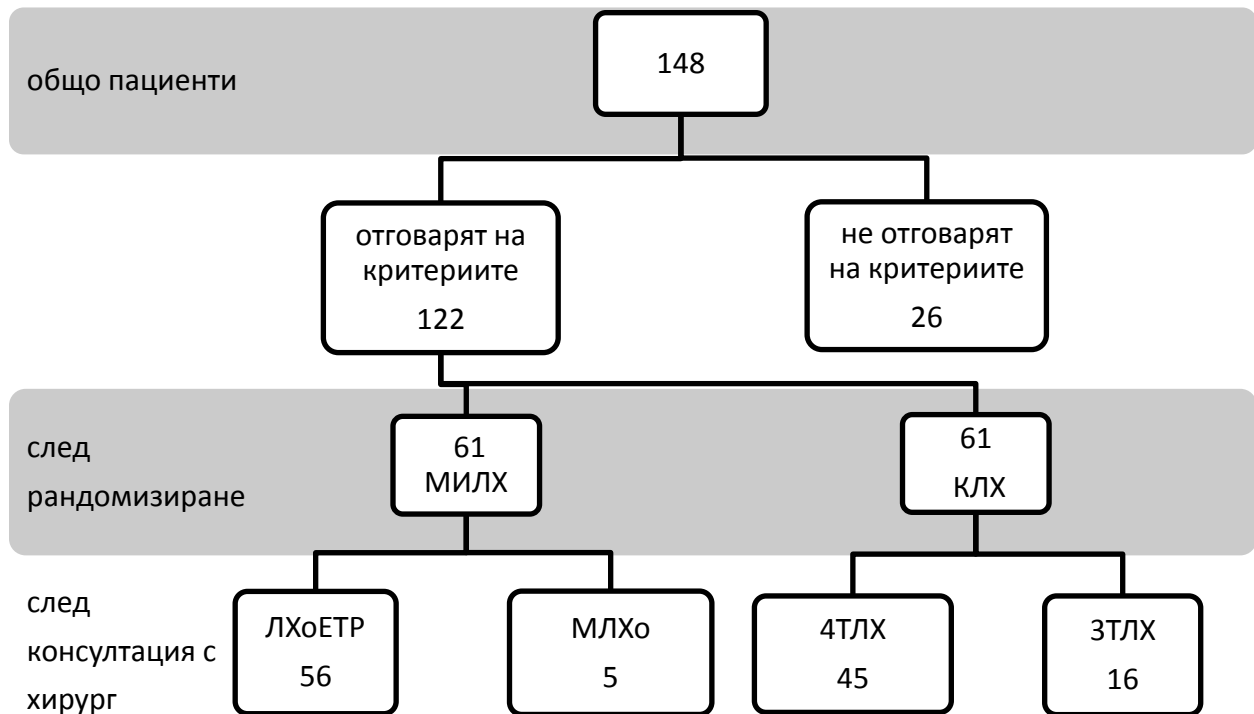 общо пациенти
148
отговарят на
критериите
122
не отговарят
на критериите
26
след
рандомизиране
61
МИЛХ
61
КЛХ
след
консултация с
хирург
ЛХоЕТР
56
МЛХо
5
4ТЛХ
45
3ТЛХ
16